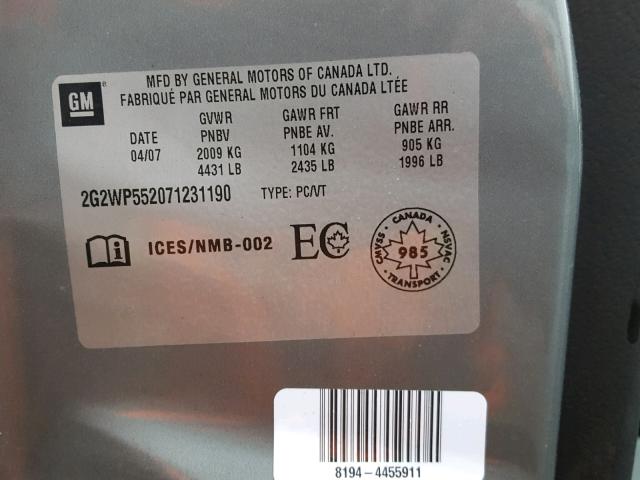 GM
MFD BY GENERAL MOTORS OF CANADA LTD.
FABRIQUÉ PAR GENERAL MOTORS DU CANADA LTÉE
GVWR GAWR FRT GAWR RR
DATE PNBV PNBE AV. PNBE ARR.
04/07 2009 KG 1104 KG 905 KG
4431 LB 2435 LB 1996 LB
2G2WP552071231190 TYPE: PC/VT
i ICES/NMB-002 EC
CANADA
CMVSS 985 NSVAC
TRANSPORT
8194-4455911